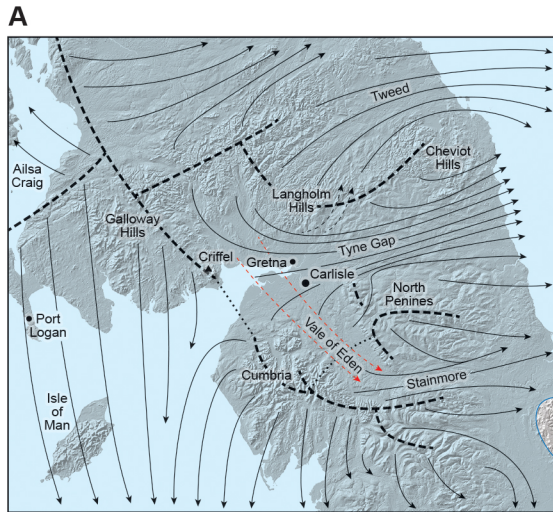 A
Tweed
Cheviot
Hills
Ailsa
Craig
Langholm
Hills
Galloway
Hills
Criffel
Gretna
Tyne Gap
Carlisle
North
Penines
Port
Logan
Vale of Eden
Cumbria
Stainmore
Isle
of
Man